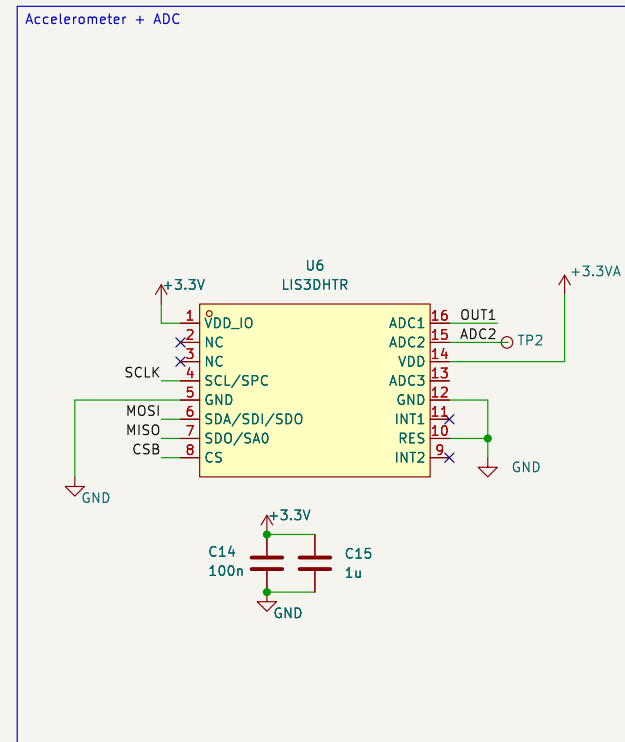 Accelerometer + ADC
U6
LIS3DHTR
+3.3V
+3.3VA
1 VDD_IO
2 NC
3 NC
SCLK 4 SCL/SPC
5 GND
MOSI 6 SDA/SDI/SDO
MISO 7 SDO/SA0
CSB 8 CS
ADC1 16 OUT1
ADC2 15 ADC2 TP2
VDD 14
ADC3 13
GND 12
INT1 11
RES 10
INT2 9
GND
GND
+3.3V
C14
100n
C15
1u
GND